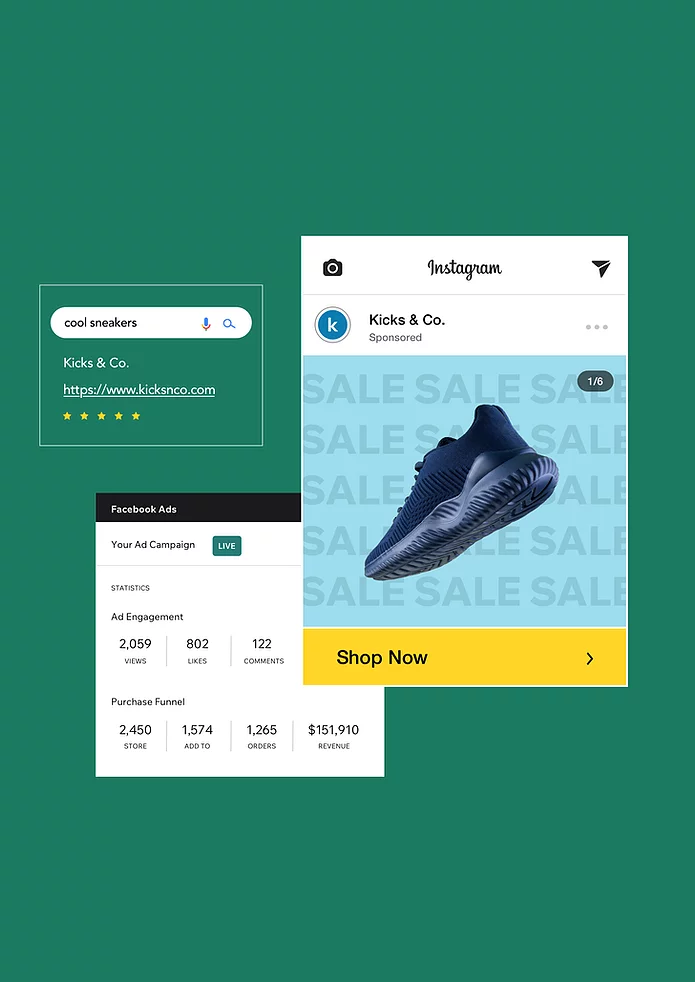 cool sneakers
Kicks & Co.
https://www.kicksnco.com
Instagram
k
Kicks & Co.
Sponsored
1/6
SALE SALE SALE
SALE SALE SALE
SALE SALE SALE
SALE SALE SALE
SALE SALE SALE
Shop Now
Facebook Ads
Your Ad Campaign LIVE
STATISTICS
Ad Engagement
2,059 802 122
VIEWS LIKES COMMENTS
Purchase Funnel
2,450 1,574 1,265 $151,910
STORE ADD TO ORDERS REVENUE